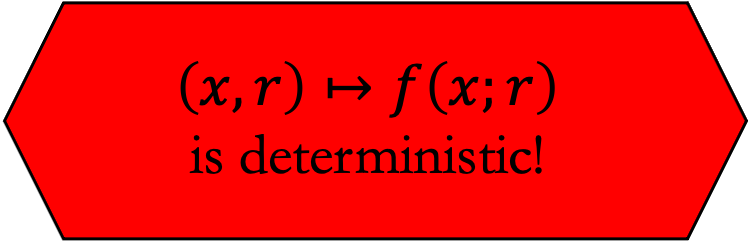 (x, r) ↦ f(x; r)
is deterministic!